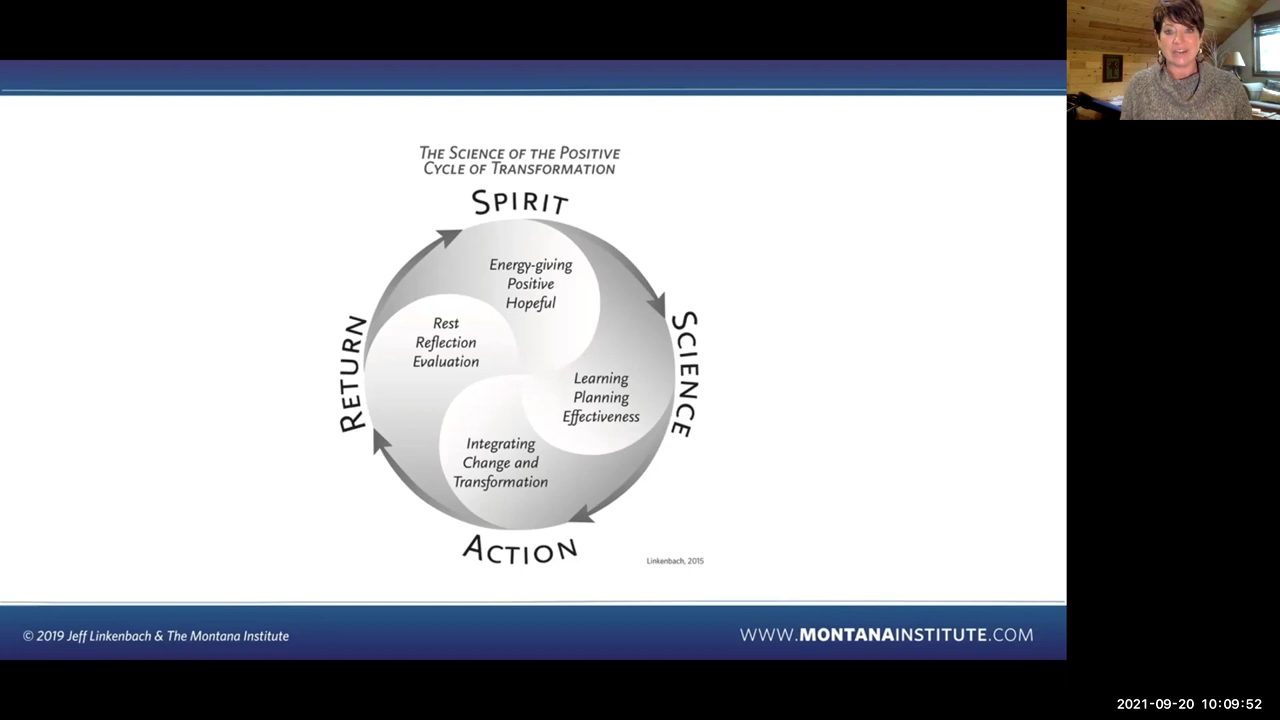 THE SCIENCE OF THE POSITIVE
CYCLE OF TRANSFORMATION
SPIRIT
Energy-giving
Positive
Hopeful
SCIENCE
Learning
Planning
Effectiveness
ACTION
Integrating
Change and
Transformation
RETURN
Rest
Reflection
Evaluation
Linkenbach, 2015
© 2019 Jeff Linkenbach & The Montana Institute
WWW.MONTANAINSTITUTE.COM
2021-09-20 10:09:52